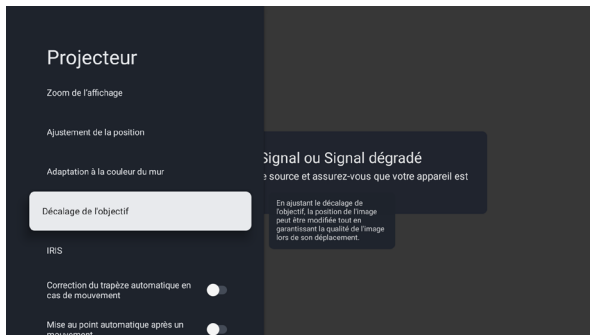 Projecteur
Zoom de l'affichage
Ajustement de la position
Adaptation à la couleur du mur
Décalage de l'objectif
IRIS
Correction du trapèze automatique en
cas de mouvement
Mise au point automatique après un
mouvement
Signal ou Signal dégradé
source et assurez-vous que votre appareil est
En ajustant le décalage de
l'objectif, la position de l'image
peut être modifiée tout en
garantissant la qualité de l'image
lors de son déplacement.